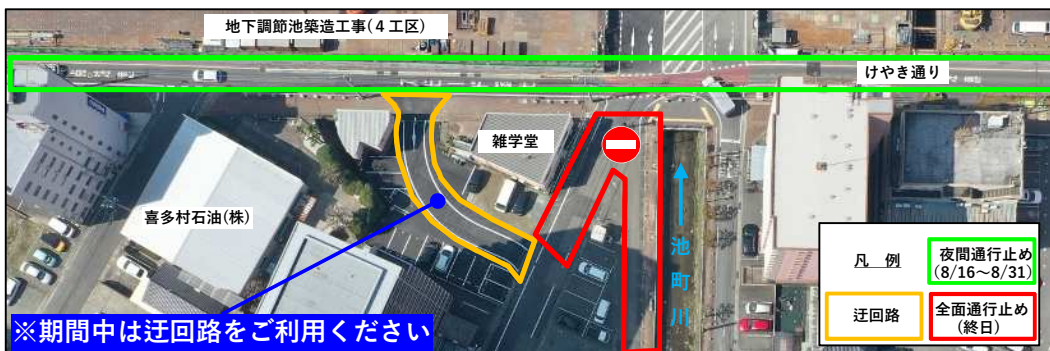 地下調節池築造工事(4工区)
けやき通り
雑学堂
喜多村石油(株)
池町川
※期間中は迂回路をご利用ください
凡 例
夜間通行止め
(8/16～8/31)
迂回路
全面通行止め
(終日)